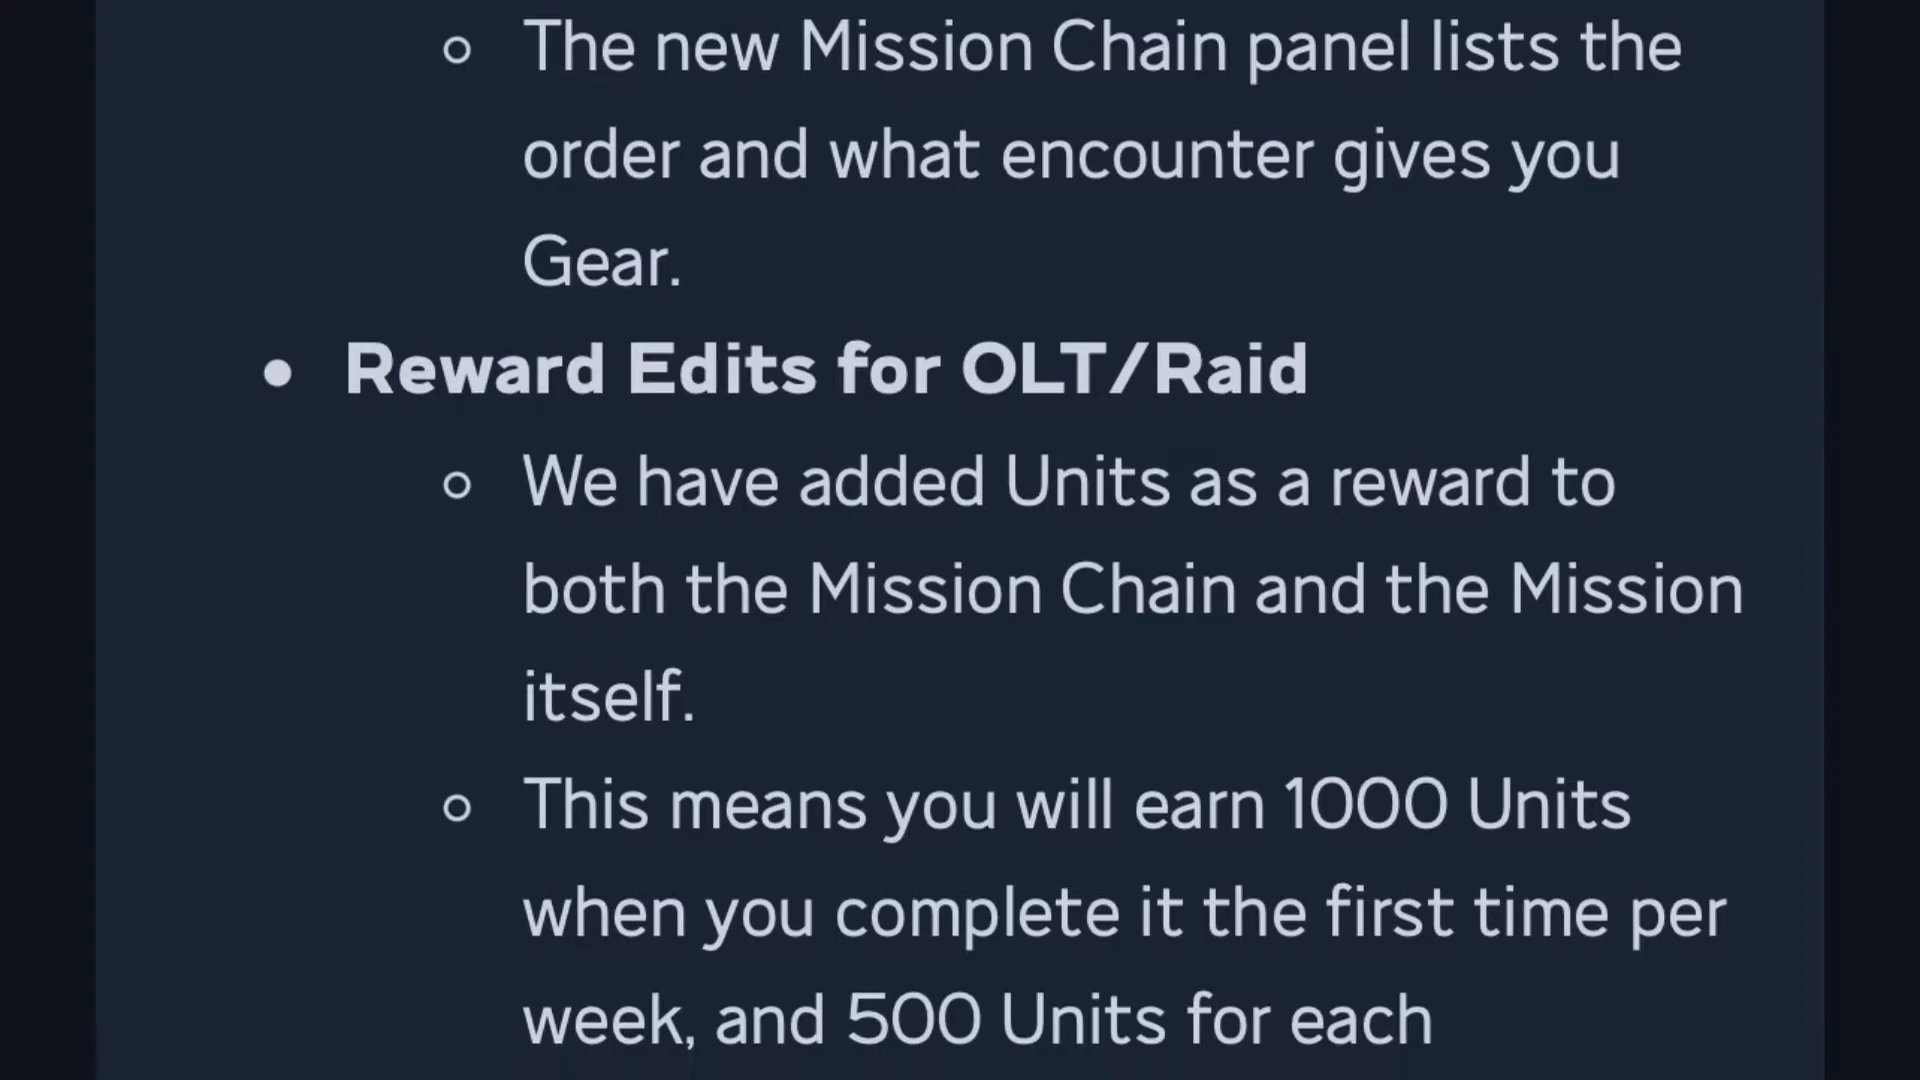 The new Mission Chain panel lists the
order and what encounter gives you
Gear.
Reward Edits for OLT/Raid
We have added Units as a reward to
both the Mission Chain and the Mission
itself.
This means you will earn 1000 Units
when you complete it the first time per
week, and 500 Units for each